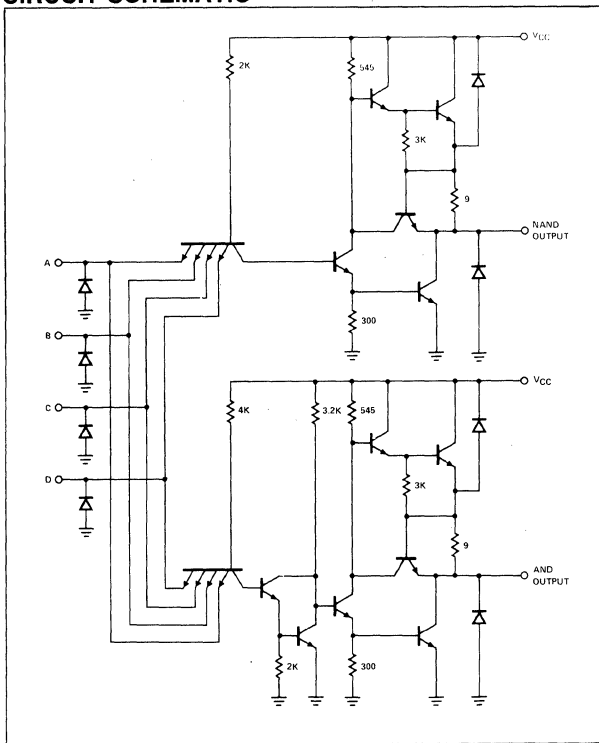 CIRCUIT SCHEMATIC
VCC
2K
545
3K
9
NAND
OUTPUT
A
300
B
C
VCC
4K
3.2K
545
D
3K
9
AND
OUTPUT
2K
300